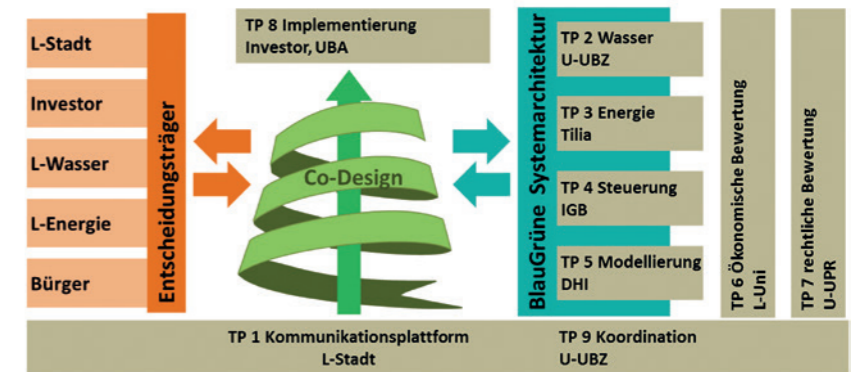 L-Stadt
Investor
L-Wasser
L-Energie
Bürger
Entscheidungsträger
TP 8 Implementierung
Investor, UBA
Co-Design
BlauGrüne Systemarchitektur
TP 2 Wasser
U-UBZ
TP 3 Energie
Tilia
TP 4 Steuerung
IGB
TP 5 Modellierung
DHI
TP 6 Ökonomische Bewertung
L-Uni
TP 7 rechtliche Bewertung
U-UPR
TP 1 Kommunikationsplattform
L-Stadt
TP 9 Koordination
U-UBZ